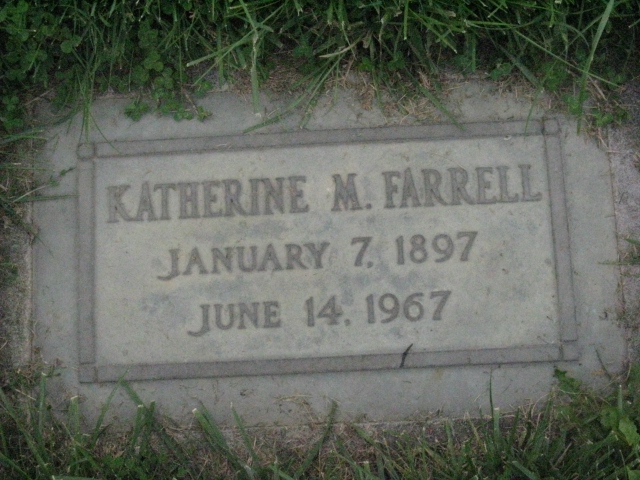 KATHERINE M. FARRELL
JANUARY 7, 1897
JUNE 14, 1967